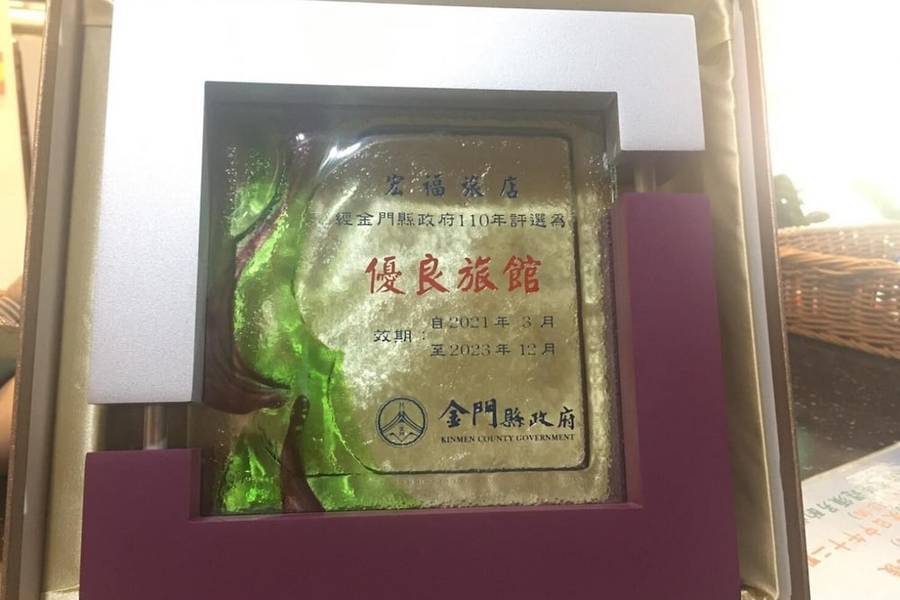 宏福旅店
經金門縣政府110年評選為
優良旅館
效期：
自2021年 3 月
至2023年 12月
金門縣政府
KINMEN COUNTY GOVERNMENT